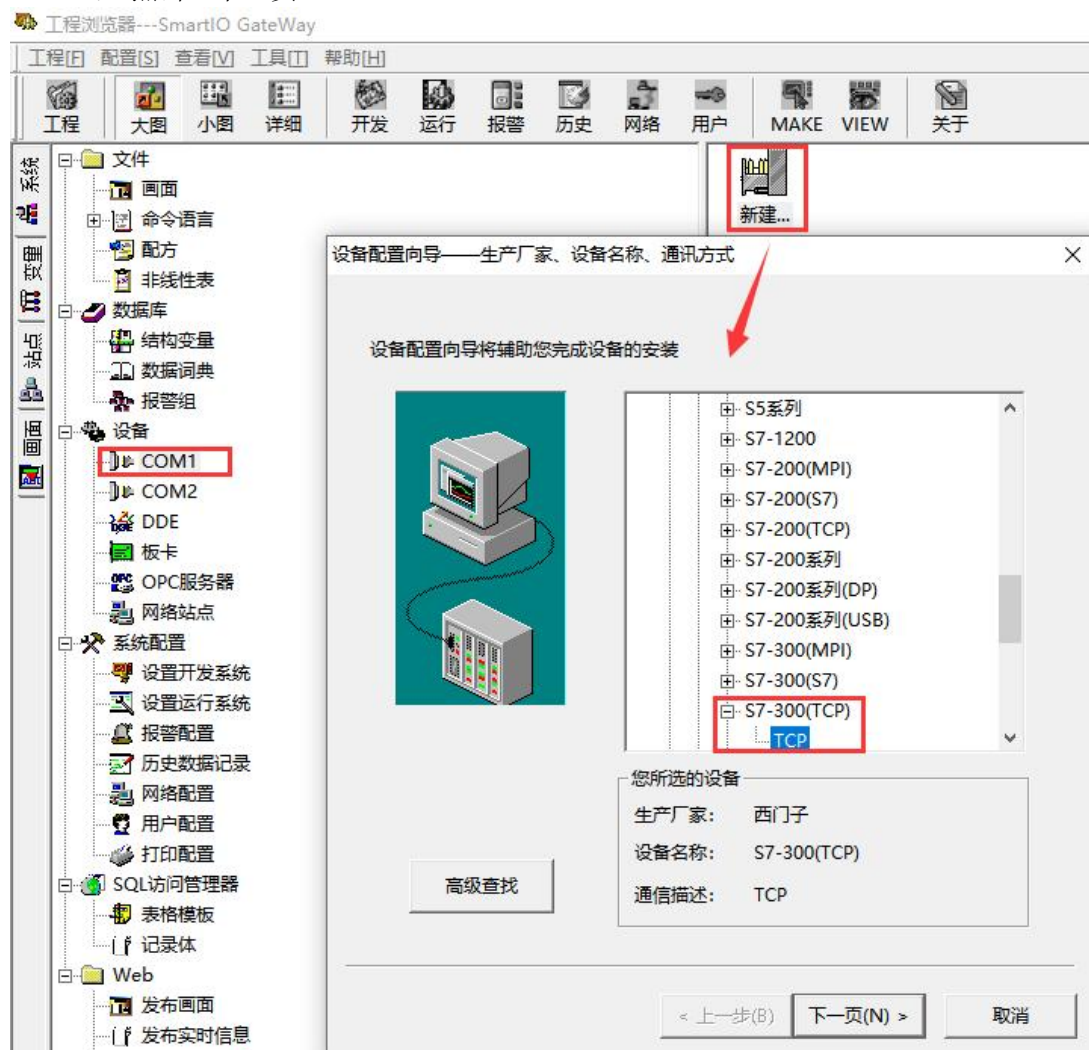 工程浏览器---SmartIO GateWay
工程[F] 配置[S] 查看[V] 工具[T] 帮助[H]
工程 大图 小图 详细 开发 运行 报警 历史 网络 用户 MAKE VIEW 关于
系统
变量
站点
画面
文件
画面
命令语言
配方
非线性表
数据库
结构变量
数据词典
报警组
设备
COM1
COM2
DDE
板卡
OPC服务器
网络站点
系统配置
设置开发系统
设置运行系统
报警配置
历史数据记录
网络配置
用户配置
打印配置
SQL访问管理器
表格模板
记录体
Web
发布画面
发布实时信息
新建...
设备配置向导——生产厂家、设备名称、通讯方式
设备配置向导将辅助您完成设备的安装
S5系列
S7-1200
S7-200(MPI)
S7-200(S7)
S7-200(TCP)
S7-200系列
S7-200系列(DP)
S7-200系列(USB)
S7-300(MPI)
S7-300(S7)
S7-300(TCP)
TCP
您所选的设备
生产厂家: 西门子
设备名称: S7-300(TCP)
通信描述: TCP
高级查找
< 上一步(B) 下一页(N) > 取消